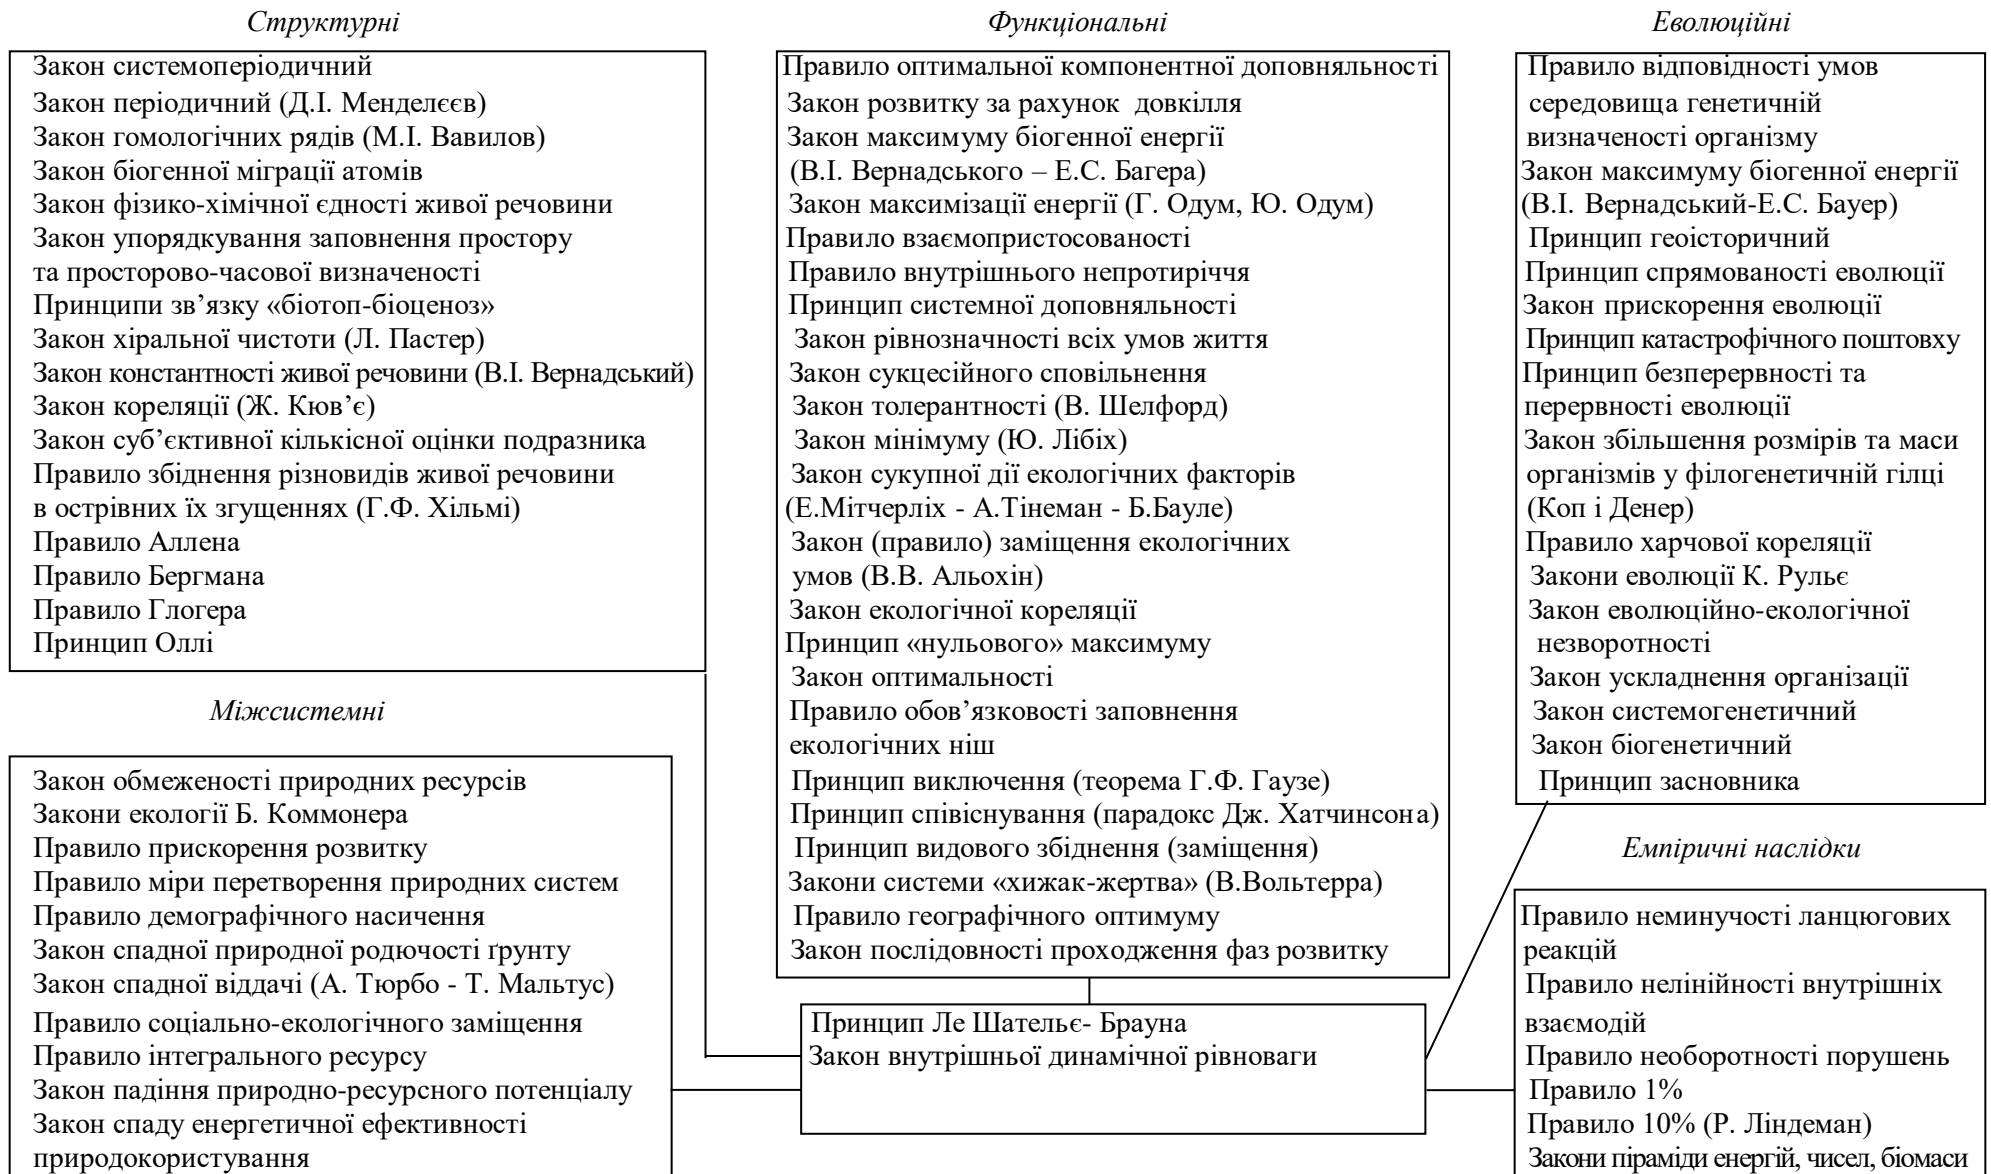 Структурні
Закон системоперіодичний
Закон періодичний (Д.І. Менделєєв)
Закон гомологічних рядів (М.І. Вавилов)
Закон біогенної міграції атомів
Закон фізико-хімічної єдності живої речовини
Закон упорядкування заповнення простору
та просторово-часової визначеності
Принципи зв’язку «біотоп-біоценоз»
Закон хіральної чистоти (Л. Пастер)
Закон константності живої речовини (В.І. Вернадський)
Закон кореляції (Ж. Кюв’є)
Закон суб’єктивної кількісної оцінки подразника
Правило збіднення різновидів живої речовини
в острівних їх згущеннях (Г.Ф. Хільмі)
Правило Аллена
Правило Бергмана
Правило Глогера
Принцип Оллі
Міжсистемні
Закон обмеженості природних ресурсів
Закони екології Б. Коммонера
Правило прискорення розвитку
Правило міри перетворення природних систем
Правило демографічного насичення
Закон спадної природної родючості ґрунту
Закон спадної віддачі (А. Тюрбо - Т. Мальтус)
Правило соціально-екологічного заміщення
Правило інтегрального ресурсу
Закон падіння природно-ресурсного потенціалу
Закон спаду енергетичної ефективності
природокористування
Функціональні
Правило оптимальної компонентної доповняльності
Закон розвитку за рахунок довкілля
Закон максимуму біогенної енергії
(В.І. Вернадського – Е.С. Багера)
Закон максимізації енергії (Г. Одум, Ю. Одум)
Правило взаємопристосованості
Правило внутрішнього непротиріччя
Принцип системної доповняльності
Закон рівнозначності всіх умов життя
Закон сукцесійного сповільнення
Закон толерантності (В. Шелфорд)
Закон мінімуму (Ю. Лібіх)
Закон сукупної дії екологічних факторів
(Е.Мітчерліх - А.Тінеман - Б.Бауле)
Закон (правило) заміщення екологічних
умов (В.В. Альохін)
Закон екологічної кореляції
Принцип «нульового» максимуму
Закон оптимальності
Правило обов’язковості заповнення
екологічних ніш
Принцип виключення (теорема Г.Ф. Гаузе)
Принцип співіснування (парадокс Дж. Хатчинсона)
Принцип видового збіднення (заміщення)
Закони системи «хижак-жертва» (В.Вольтерра)
Правило географічного оптимуму
Закон послідовності проходження фаз розвитку
Принцип Ле Шательє- Брауна
Закон внутрішньої динамічної рівноваги
Еволюційні
Правило відповідності умов
середовища генетичній
визначеності організму
Закон максимуму біогенної енергії
(В.І. Вернадський-Е.С. Бауер)
Принцип геоісторичний
Принцип спрямованості еволюції
Закон прискорення еволюції
Принцип катастрофічного поштовху
Принцип безперервності та
перервності еволюції
Закон збільшення розмірів та маси
організмів у філогенетичній гілці
(Коп і Денер)
Правило харчової кореляції
Закони еволюції К. Рульє
Закон еволюційно-екологічної
незворотності
Закон ускладнення організації
Закон системогенетичний
Закон біогенетичний
Принцип засновника
Емпіричні наслідки
Правило неминучості ланцюгових
реакцій
Правило нелінійності внутрішніх
взаємодій
Правило необоротності порушень
Правило 1%
Правило 10% (Р. Ліндеман)
Закони піраміди енергій, чисел, біомаси